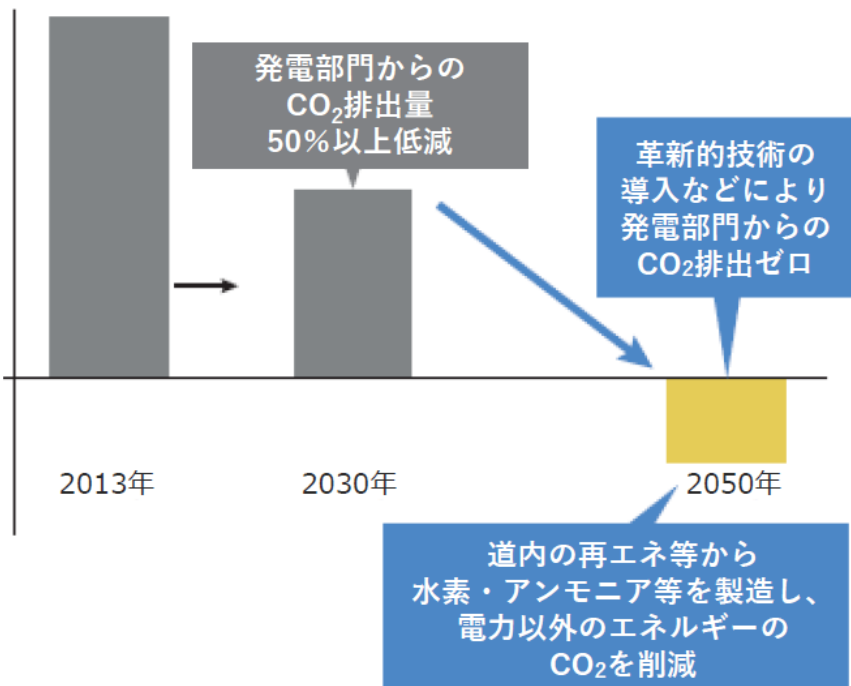 発電部門からの
CO₂排出量
50%以上低減
革新的技術の
導入などにより
発電部門からの
CO₂排出ゼロ
2013年
2030年
2050年
道内の再エネ等から
水素・アンモニア等を製造し、
電力以外のエネルギーの
CO₂を削減